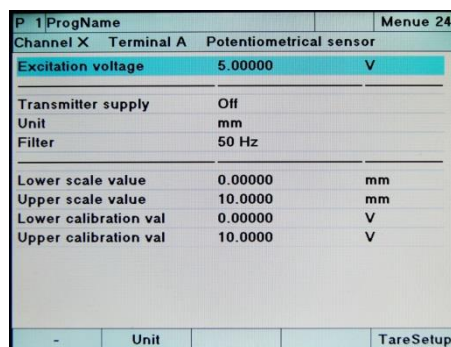 P 1 ProgName Menue 24
Channel X Terminal A Potentiometrical sensor
Excitation voltage 5.00000 V
Transmitter supply Off
Unit mm
Filter 50 Hz
Lower scale value 0.00000 mm
Upper scale value 10.0000 mm
Lower calibration val 0.00000 V
Upper calibration val 10.0000 V
- Unit TareSetup